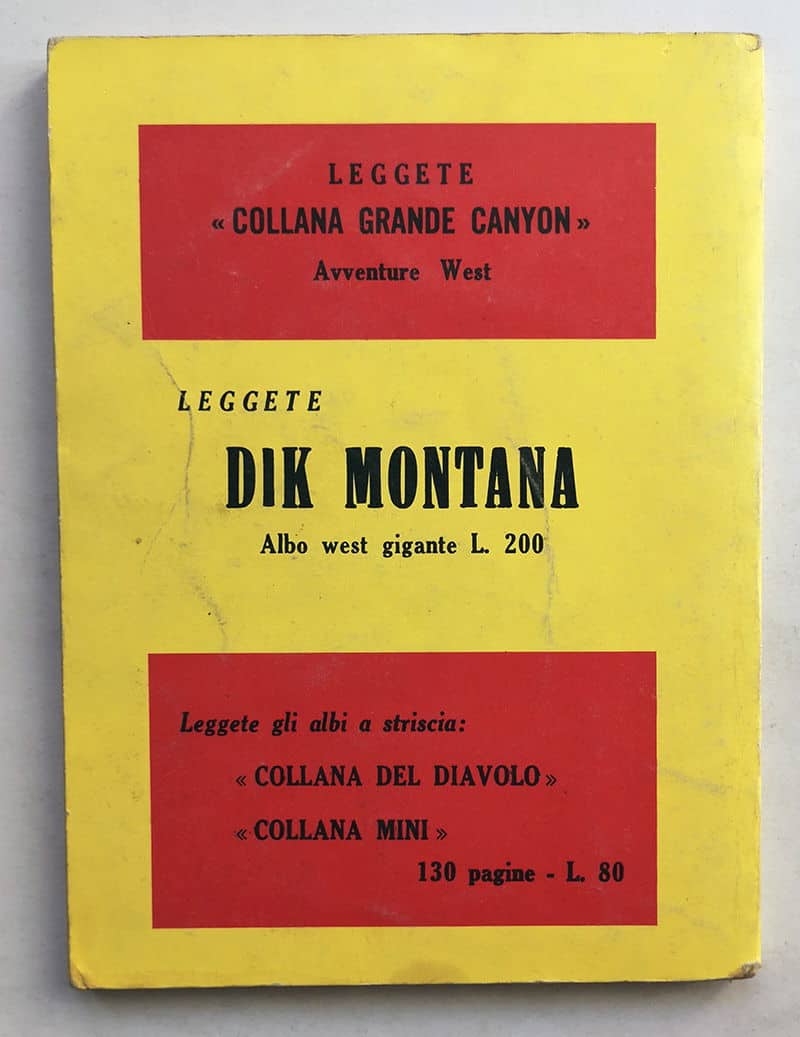 LEGGETE
« COLLANA GRANDE CANYON »
Avventure West
LEGGETE
DIK MONTANA
Albo west gigante L. 200
Leggete gli albi a striscia:
« COLLANA DEL DIAVOLO »
« COLLANA MINI »
130 pagine - L. 80